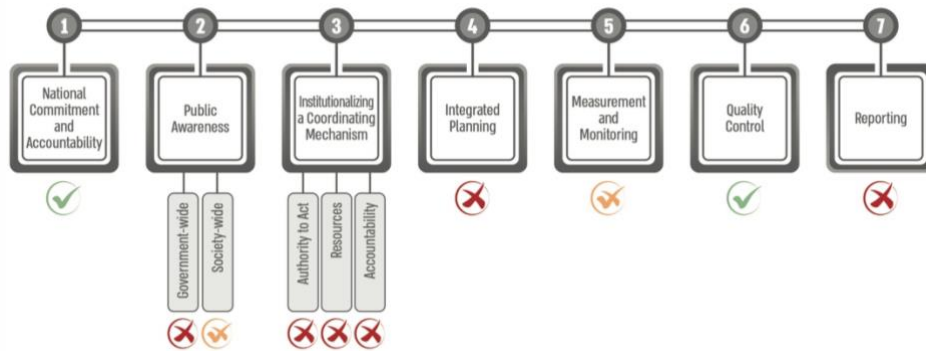 1
2
3
4
5
6
7
National
Commitment
and
Accountability
Public
Awareness
Institutionalizing
a Coordinating
Mechanism
Integrated
Planning
Measurement
and
Monitoring
Quality
Control
Reporting
Government-wide
Society-wide
Authority to Act
Resources
Accountability